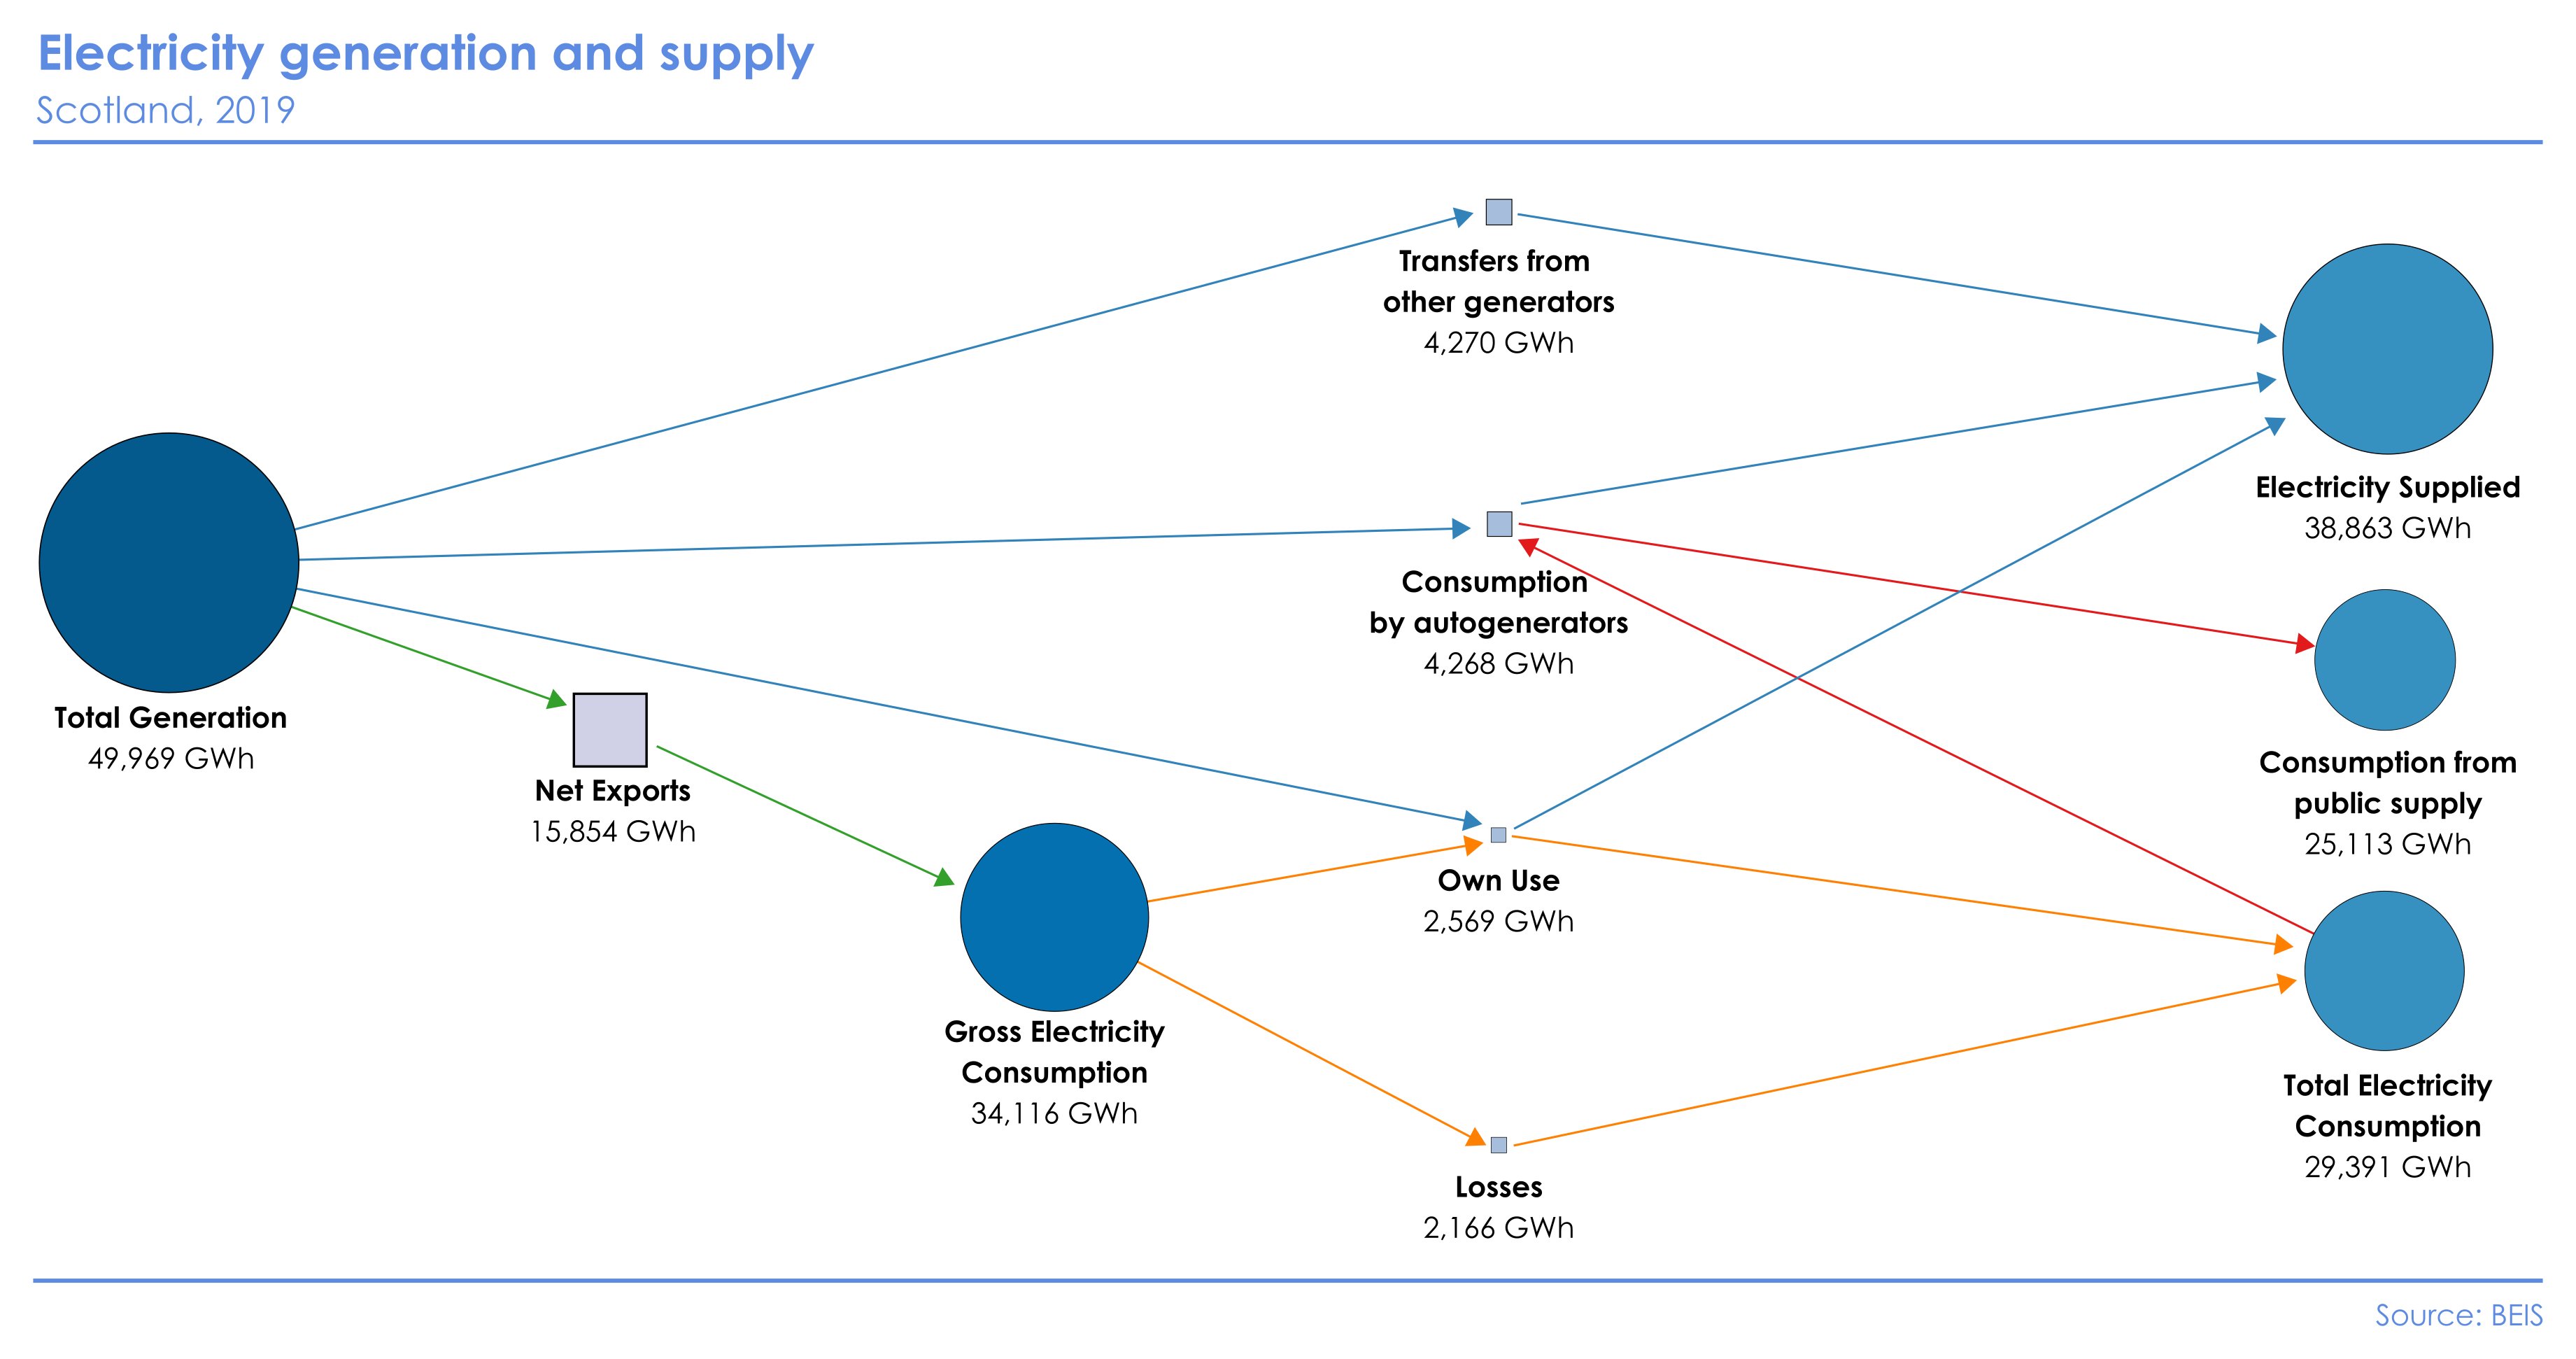 Electricity generation and supply
Scotland, 2019
Transfers from
other generators
4,270 GWh
Electricity Supplied
38,863 GWh
Consumption
by autogenerators
4,268 GWh
Total Generation
49,969 GWh
Net Exports
15,854 GWh
Consumption from
public supply
25,113 GWh
Own Use
2,569 GWh
Gross Electricity
Consumption
34,116 GWh
Total Electricity
Consumption
29,391 GWh
Losses
2,166 GWh
Source: BEIS